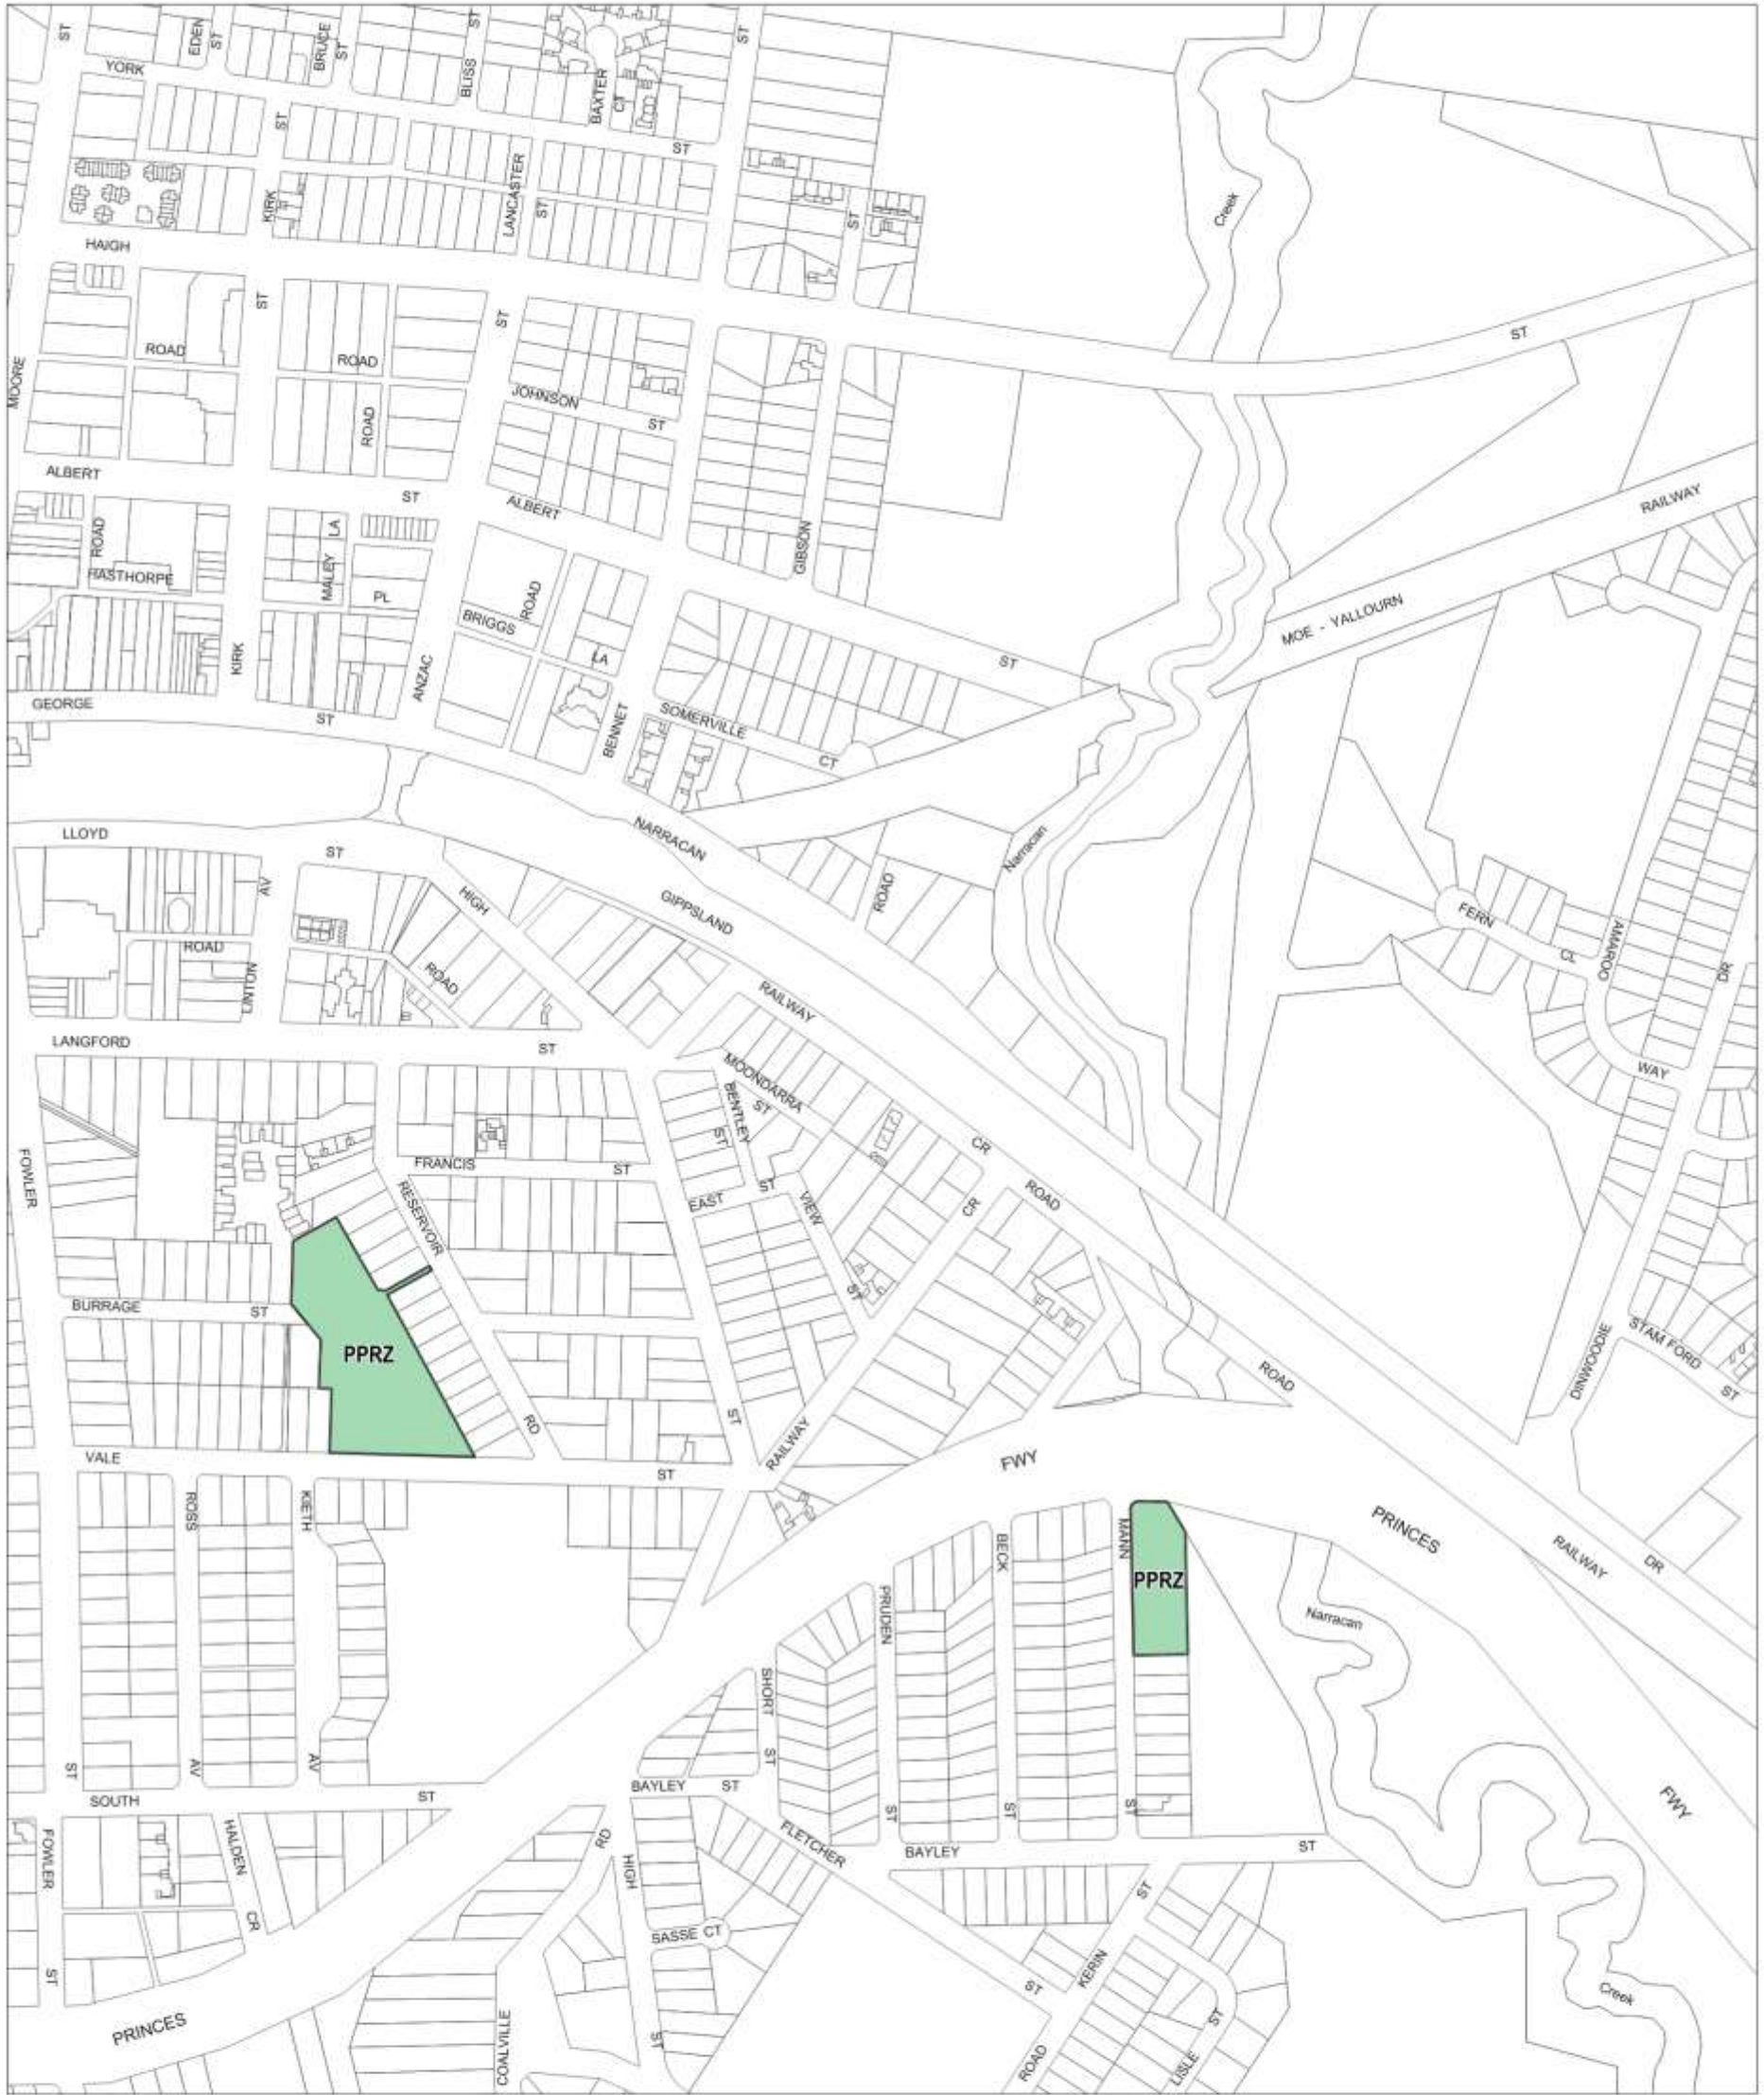 ST
EDEN
ST
BRUCE
ST
ST
BLISS
BAXTER
CT
ST
YORK
ST
ST
KIRK
LANCASTER
ST
ST
Creek
HAIGH
ST
ST
ST
MOORE
ROAD
ROAD
ROAD
JOHNSON
ST
ALBERT
ST
ALBERT
RAILWAY
ROAD
HASTHORPE
MALEY
LA
PL
BRIGGS
ROAD
LA
GIBSON
MOE - YALLOURN
ST
KIRK
ANZAC
GEORGE
ST
BENNET
SOMERVILLE
CT
LLOYD
ST
NARRACAN
Narracan
AV
HIGH
GIPPSLAND
ROAD
FERN
CL
AMAROO
DR
ROAD
LINTON
ROAD
RAILWAY
LANGFORD
ST
MOONDARRA
ST
BENTLEY
ST
WAY
CR
FOWLER
FRANCIS
ST
RESERVOIR
EAST
ST
VIEW
ST
CR
ROAD
BURRAGE
ST
PPRZ
ROAD
DINWOODIE
STAM FORD
ST
RD
ST
RAILWAY
VALE
ST
FWY
ROSS
KIETH
BECK
MANN
PRINCES
RAILWAY
DR
PPRZ
PRUDEN
Narracan
SHORT
ST
ST
AV
AV
BAYLEY
ST
SOUTH
ST
ST
ST
ST
FWY
FOWLER
HALDEN
RD
HIGH
FLETCHER
BAYLEY
ST
CR
SASSE CT
ST
ST
KERIN
ST
Creek
PRINCES
COALVILLE
ST
ROAD
LISLE
ST